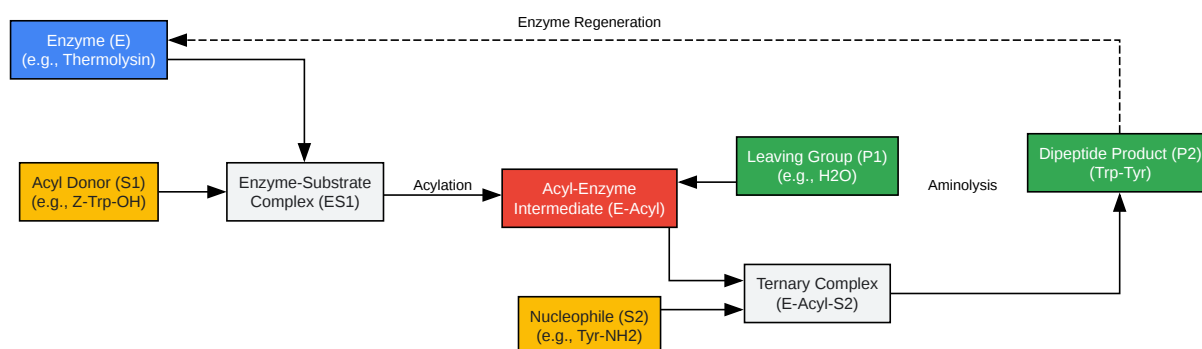 Enzyme Regeneration
Enzyme (E)
(e.g., Thermolysin)
Acyl Donor (S1)
(e.g., Z-Trp-OH)
Enzyme-Substrate
Complex (ES1)
Acylation
Acyl-Enzyme
Intermediate (E-Acyl)
Leaving Group (P1)
(e.g., H2O)
Aminolysis
Dipeptide Product (P2)
(Trp-Tyr)
Nucleophile (S2)
(e.g., Tyr-NH2)
Ternary Complex
(E-Acyl-S2)